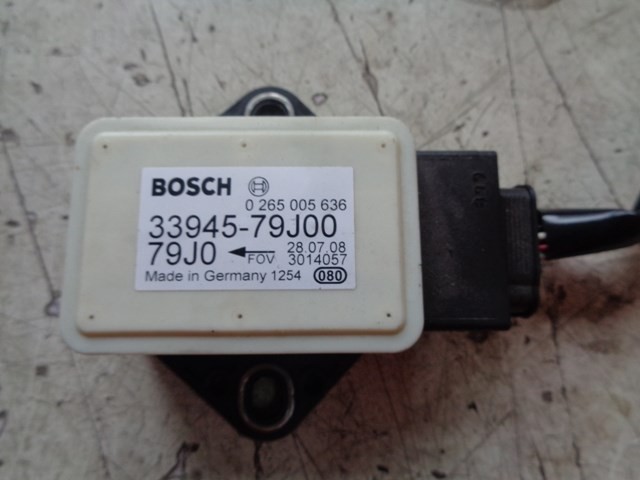 BOSCH
0 265 005 636
33945-79J00
79J0 FOV 28.07.08
3014057
Made in Germany 1254 080